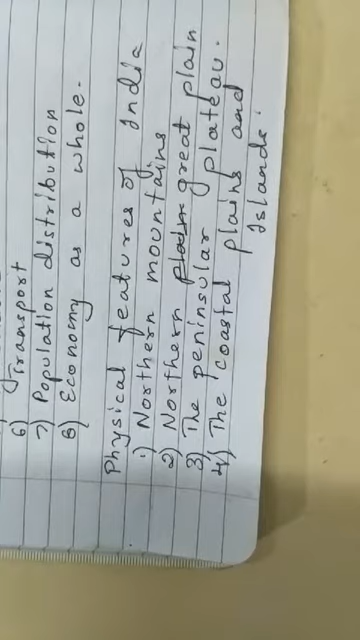 6) Transport
7) Population distribution
8) Economy as a whole.
Physical features of India
1) Northern mountains
2) Northern plain great plain
3) The peninsular plateau.
4) The coastal plains and
Islands.